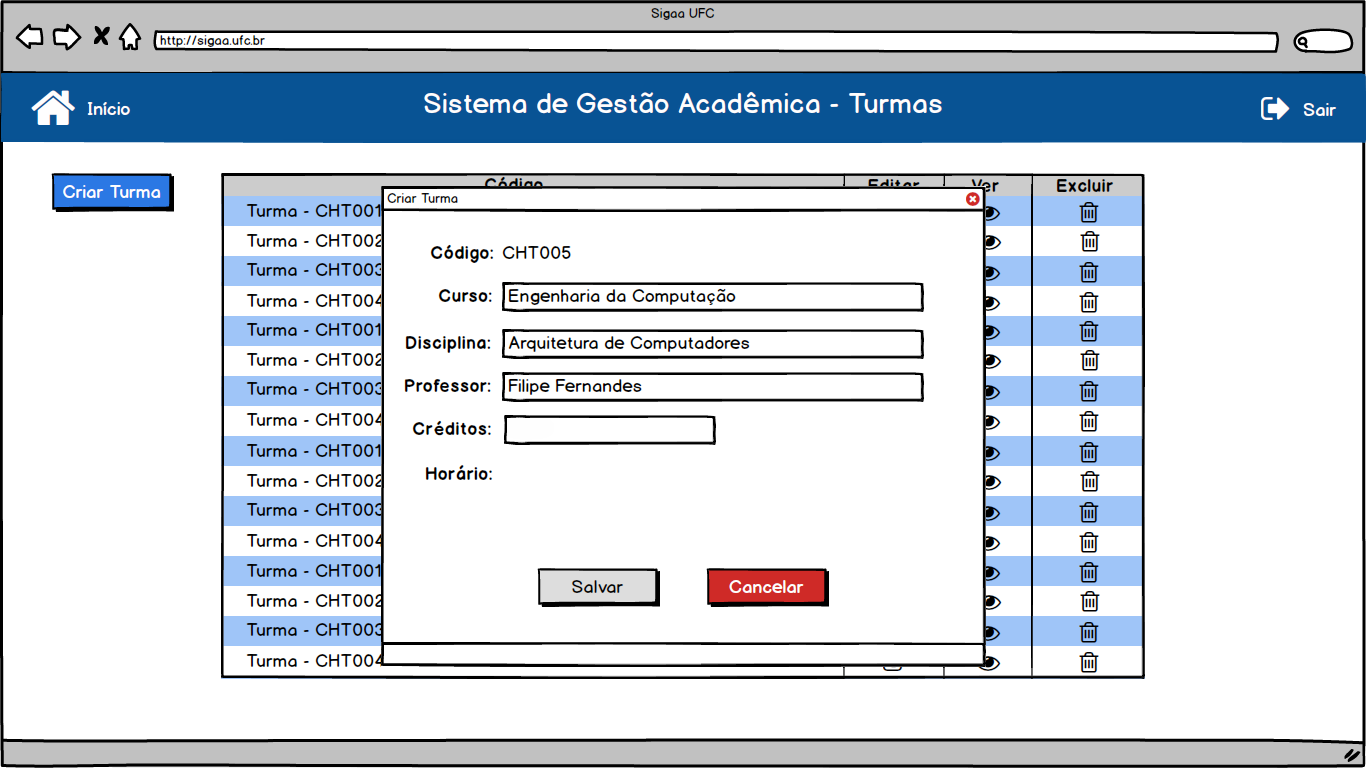 Sigaa UFC
http://sigaa.ufc.br
Início
Sistema de Gestão Acadêmica - Turmas
Sair
Criar Turma
Código Editar Ver Excluir
Criar Turma
Turma - CHT001
Turma - CHT002
Turma - CHT003
Turma - CHT004
Turma - CHT001
Turma - CHT002
Turma - CHT003
Turma - CHT004
Turma - CHT001
Turma - CHT002
Turma - CHT003
Turma - CHT004
Turma - CHT001
Turma - CHT002
Turma - CHT003
Turma - CHT004
Código: CHT005
Curso: Engenharia da Computação
Disciplina: Arquitetura de Computadores
Professor: Filipe Fernandes
Créditos:
Horário:
Salvar Cancelar